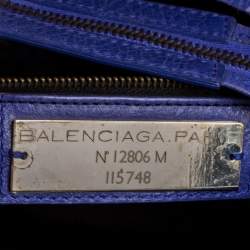 BALENCIAGA.PARIS
N° 12806 M
115748